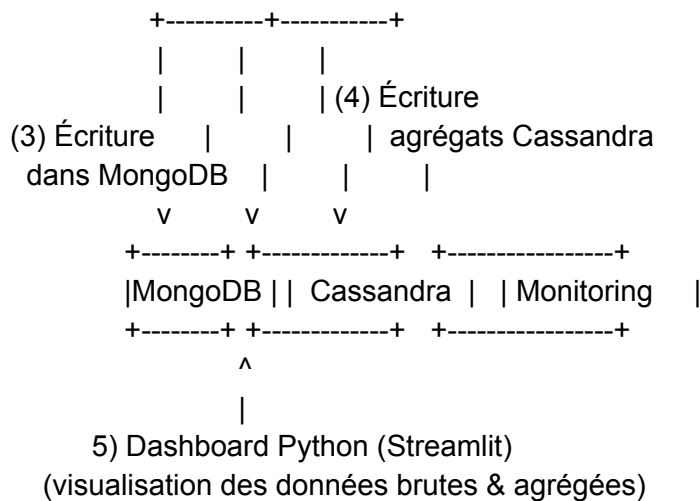 +----------+-----------+
| | |
| | | (4) Écriture
(3) Écriture | | | agrégats Cassandra
dans MongoDB | | |
v v v
+--------+ +-------------+ +-----------------+
|MongoDB | | Cassandra | | Monitoring |
+--------+ +-------------+ +-----------------+
^
|
5) Dashboard Python (Streamlit)
(visualisation des données brutes & agrégées)